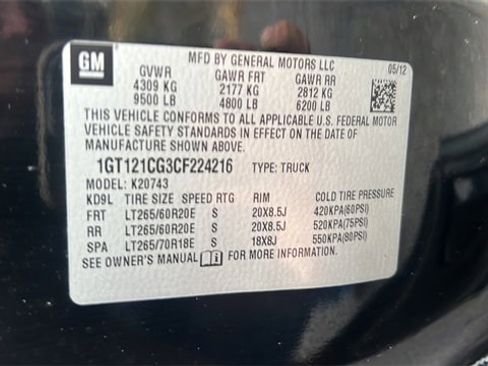 GM
MFD BY GENERAL MOTORS LLC
05/12
GVWR GAWR FRT GAWR RR
4309 KG 2177 KG 2812 KG
9500 LB 4800 LB 6200 LB
THIS VEHICLE CONFORMS TO ALL APPLICABLE U.S. FEDERAL MOTOR
VEHICLE SAFETY STANDARDS IN EFFECT ON THE DATE OF
MANUFACTURE SHOWN ABOVE.
1GT121CG3CF224216 TYPE: TRUCK
MODEL: K20743
KD9L TIRE SIZE SPEED RTG RIM COLD TIRE PRESSURE
FRT LT265/60R20E S 20X8.5J 420KPA(60PSI)
RR LT265/60R20E S 20X8.5J 520KPA(75PSI)
SPA LT265/70R18E S 18X8J 550KPA(80PSI)
SEE OWNER'S MANUAL FOR MORE INFORMATION.